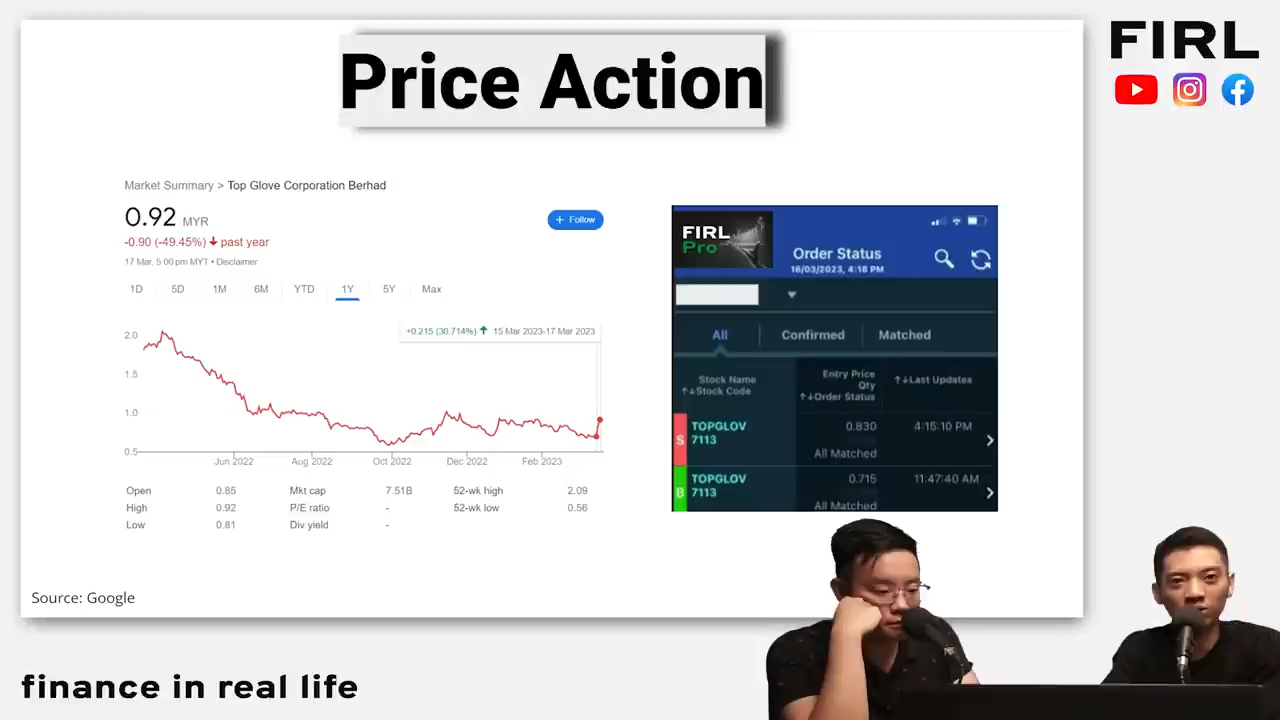 FIRL
Price Action
Market Summary > Top Glove Corporation Berhad
0.92 MYR
+ Follow
-0.90 (-49.45%) ↓ past year
17 Mar, 5:00 pm MYT • Disclaimer
1D 5D 1M 6M YTD 1Y 5Y Max
+0.215 (30.714%) ↑ 15 Mar 2023-17 Mar 2023
2.0
1.5
1.0
0.5
Jun 2022 Aug 2022 Oct 2022 Dec 2022 Feb 2023
Open 0.85 Mkt cap 7.51B 52-wk high 2.09
High 0.92 P/E ratio - 52-wk low 0.56
Low 0.81 Div yield -
FIRL
Pro
Order Status
16/03/2023, 4:18 PM
All Confirmed Matched
Stock Name
↑↓Stock Code
Entry Price
Qty
↑↓Order Status
↑↓Last Updates
S
TOPGLOV 0.830 4:15:10 PM
7113
All Matched
B
TOPGLOV 0.715 11:47:40 AM
7113
All Matched
Source: Google
finance in real life